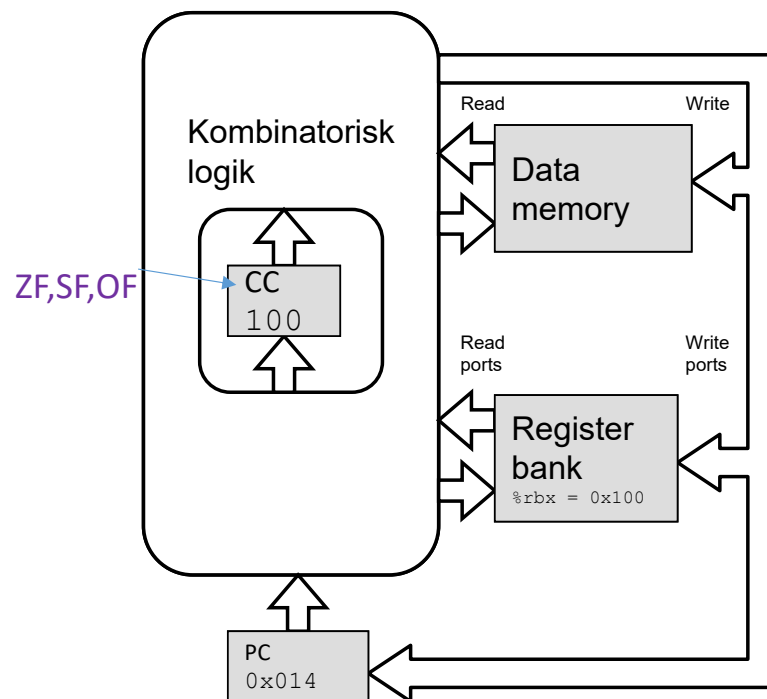 Kombinatorisk
logik
ZF,SF,OF
CC
100
Read
Write
Data
memory
Read
ports
Write
ports
Register
bank
%rbx = 0x100
PC
0x014